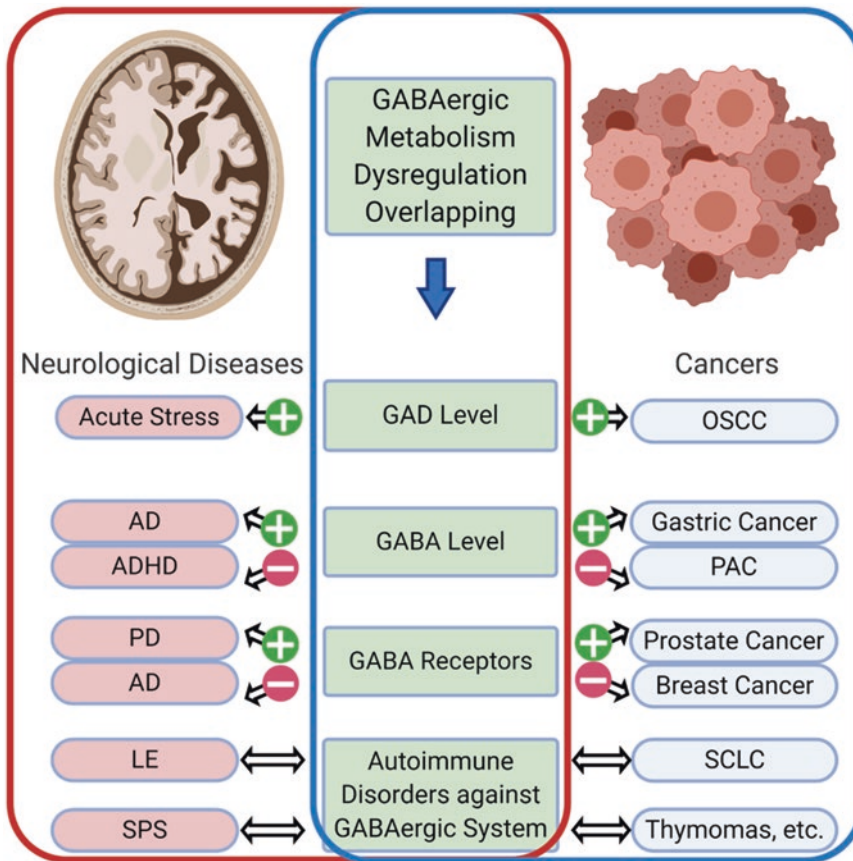 GABAergic
Metabolism
Dysregulation
Overlapping
Neurological Diseases
Cancers
Acute Stress
+
GAD Level
+
OSCC
AD
+
GABA Level
+
Gastric Cancer
ADHD
−
−
PAC
PD
+
GABA Receptors
+
Prostate Cancer
AD
−
−
Breast Cancer
LE
Autoimmune
Disorders against
GABAergic System
SCLC
SPS
Thymomas, etc.